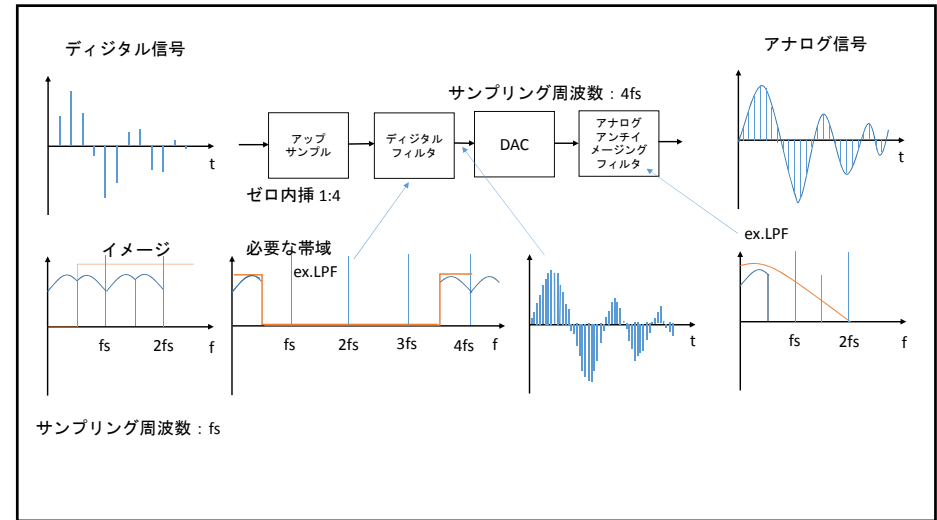 ディジタル信号
アナログ信号
サンプリング周波数：4fs
アップ
サンプル
ディジタル
フィルタ
DAC
アナログ
アンチイ
メージング
フィルタ
t
t
ゼロ内挿 1:4
イメージ
必要な帯域
ex.LPF
ex.LPF
fs
2fs
f
fs
2fs
3fs
4fs
f
t
fs
2fs
f
サンプリング周波数：fs